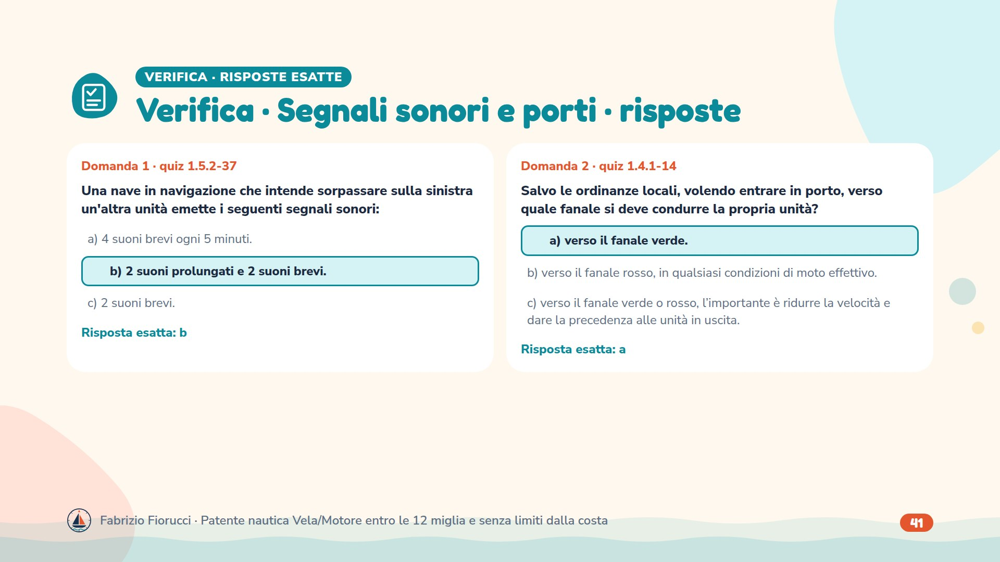 VERIFICA · RISPOSTE ESATTE
Verifica · Segnali sonori e porti · risposte
Domanda 1 · quiz 1.5.2-37
Una nave in navigazione che intende sorpassare sulla sinistra
un'altra unità emette i seguenti segnali sonori:
a) 4 suoni brevi ogni 5 minuti.
b) 2 suoni prolungati e 2 suoni brevi.
c) 2 suoni brevi.
Risposta esatta: b
Domanda 2 · quiz 1.4.1-14
Salvo le ordinanze locali, volendo entrare in porto, verso
quale fanale si deve condurre la propria unità?
a) verso il fanale verde.
b) verso il fanale rosso, in qualsiasi condizioni di moto effettivo.
c) verso il fanale verde o rosso, l’importante è ridurre la velocità e
dare la precedenza alle unità in uscita.
Risposta esatta: a
Fabrizio Fiorucci · Patente nautica Vela/Motore entro le 12 miglia e senza limiti dalla costa
41